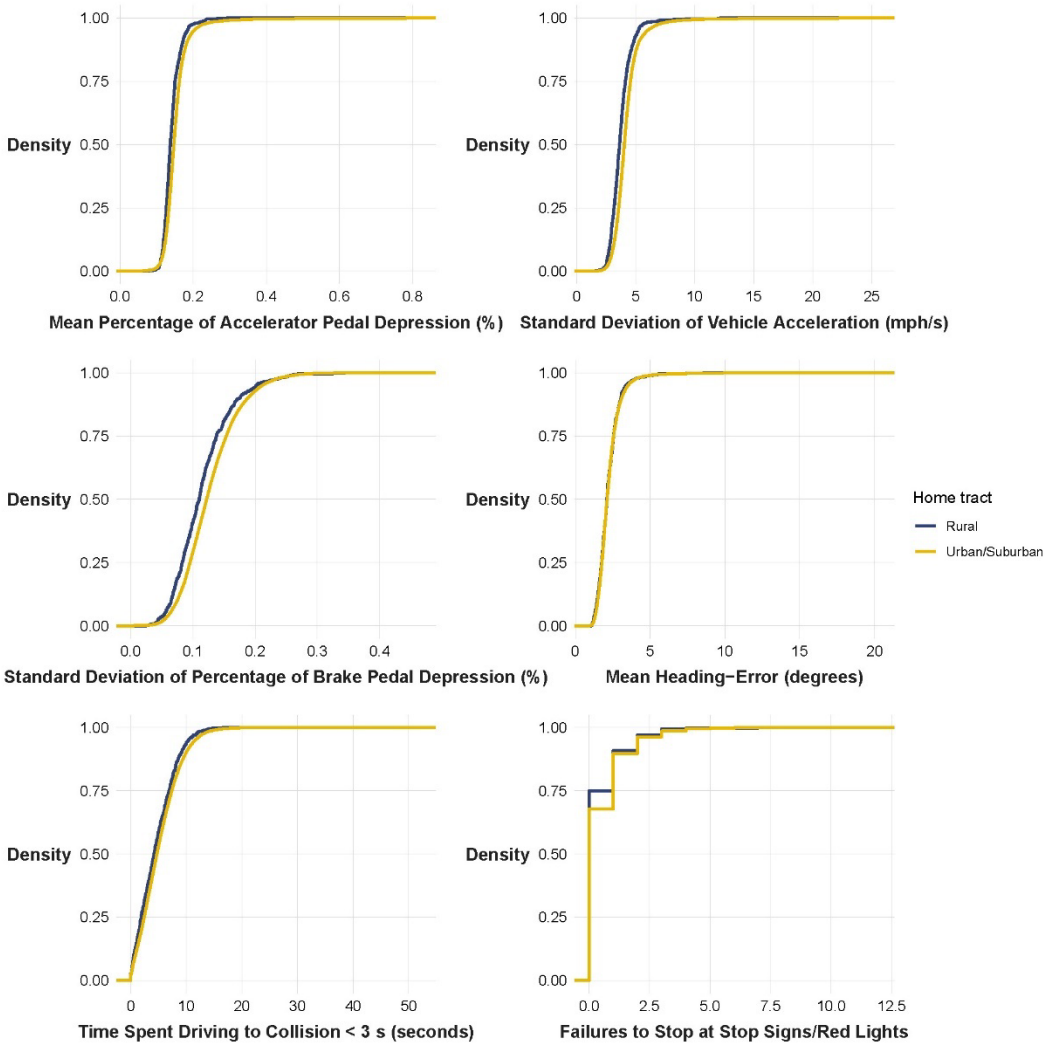 1.00
0.75
Density 0.50
0.25
0.00
0.0 0.2 0.4 0.6 0.8
Mean Percentage of Accelerator Pedal Depression (%)
1.00
0.75
Density 0.50
0.25
0.00
0 5 10 15 20 25
Standard Deviation of Vehicle Acceleration (mph/s)
1.00
0.75
Density 0.50
0.25
0.00
0.0 0.1 0.2 0.3 0.4
Standard Deviation of Percentage of Brake Pedal Depression (%)
1.00
0.75
Density 0.50
0.25
0.00
0 5 10 15 20
Mean Heading−Error (degrees)
Home tract
Rural
Urban/Suburban
1.00
0.75
Density 0.50
0.25
0.00
0 10 20 30 40 50
Time Spent Driving to Collision < 3 s (seconds)
1.00
0.75
Density 0.50
0.25
0.00
0.0 2.5 5.0 7.5 10.0 12.5
Failures to Stop at Stop Signs/Red Lights